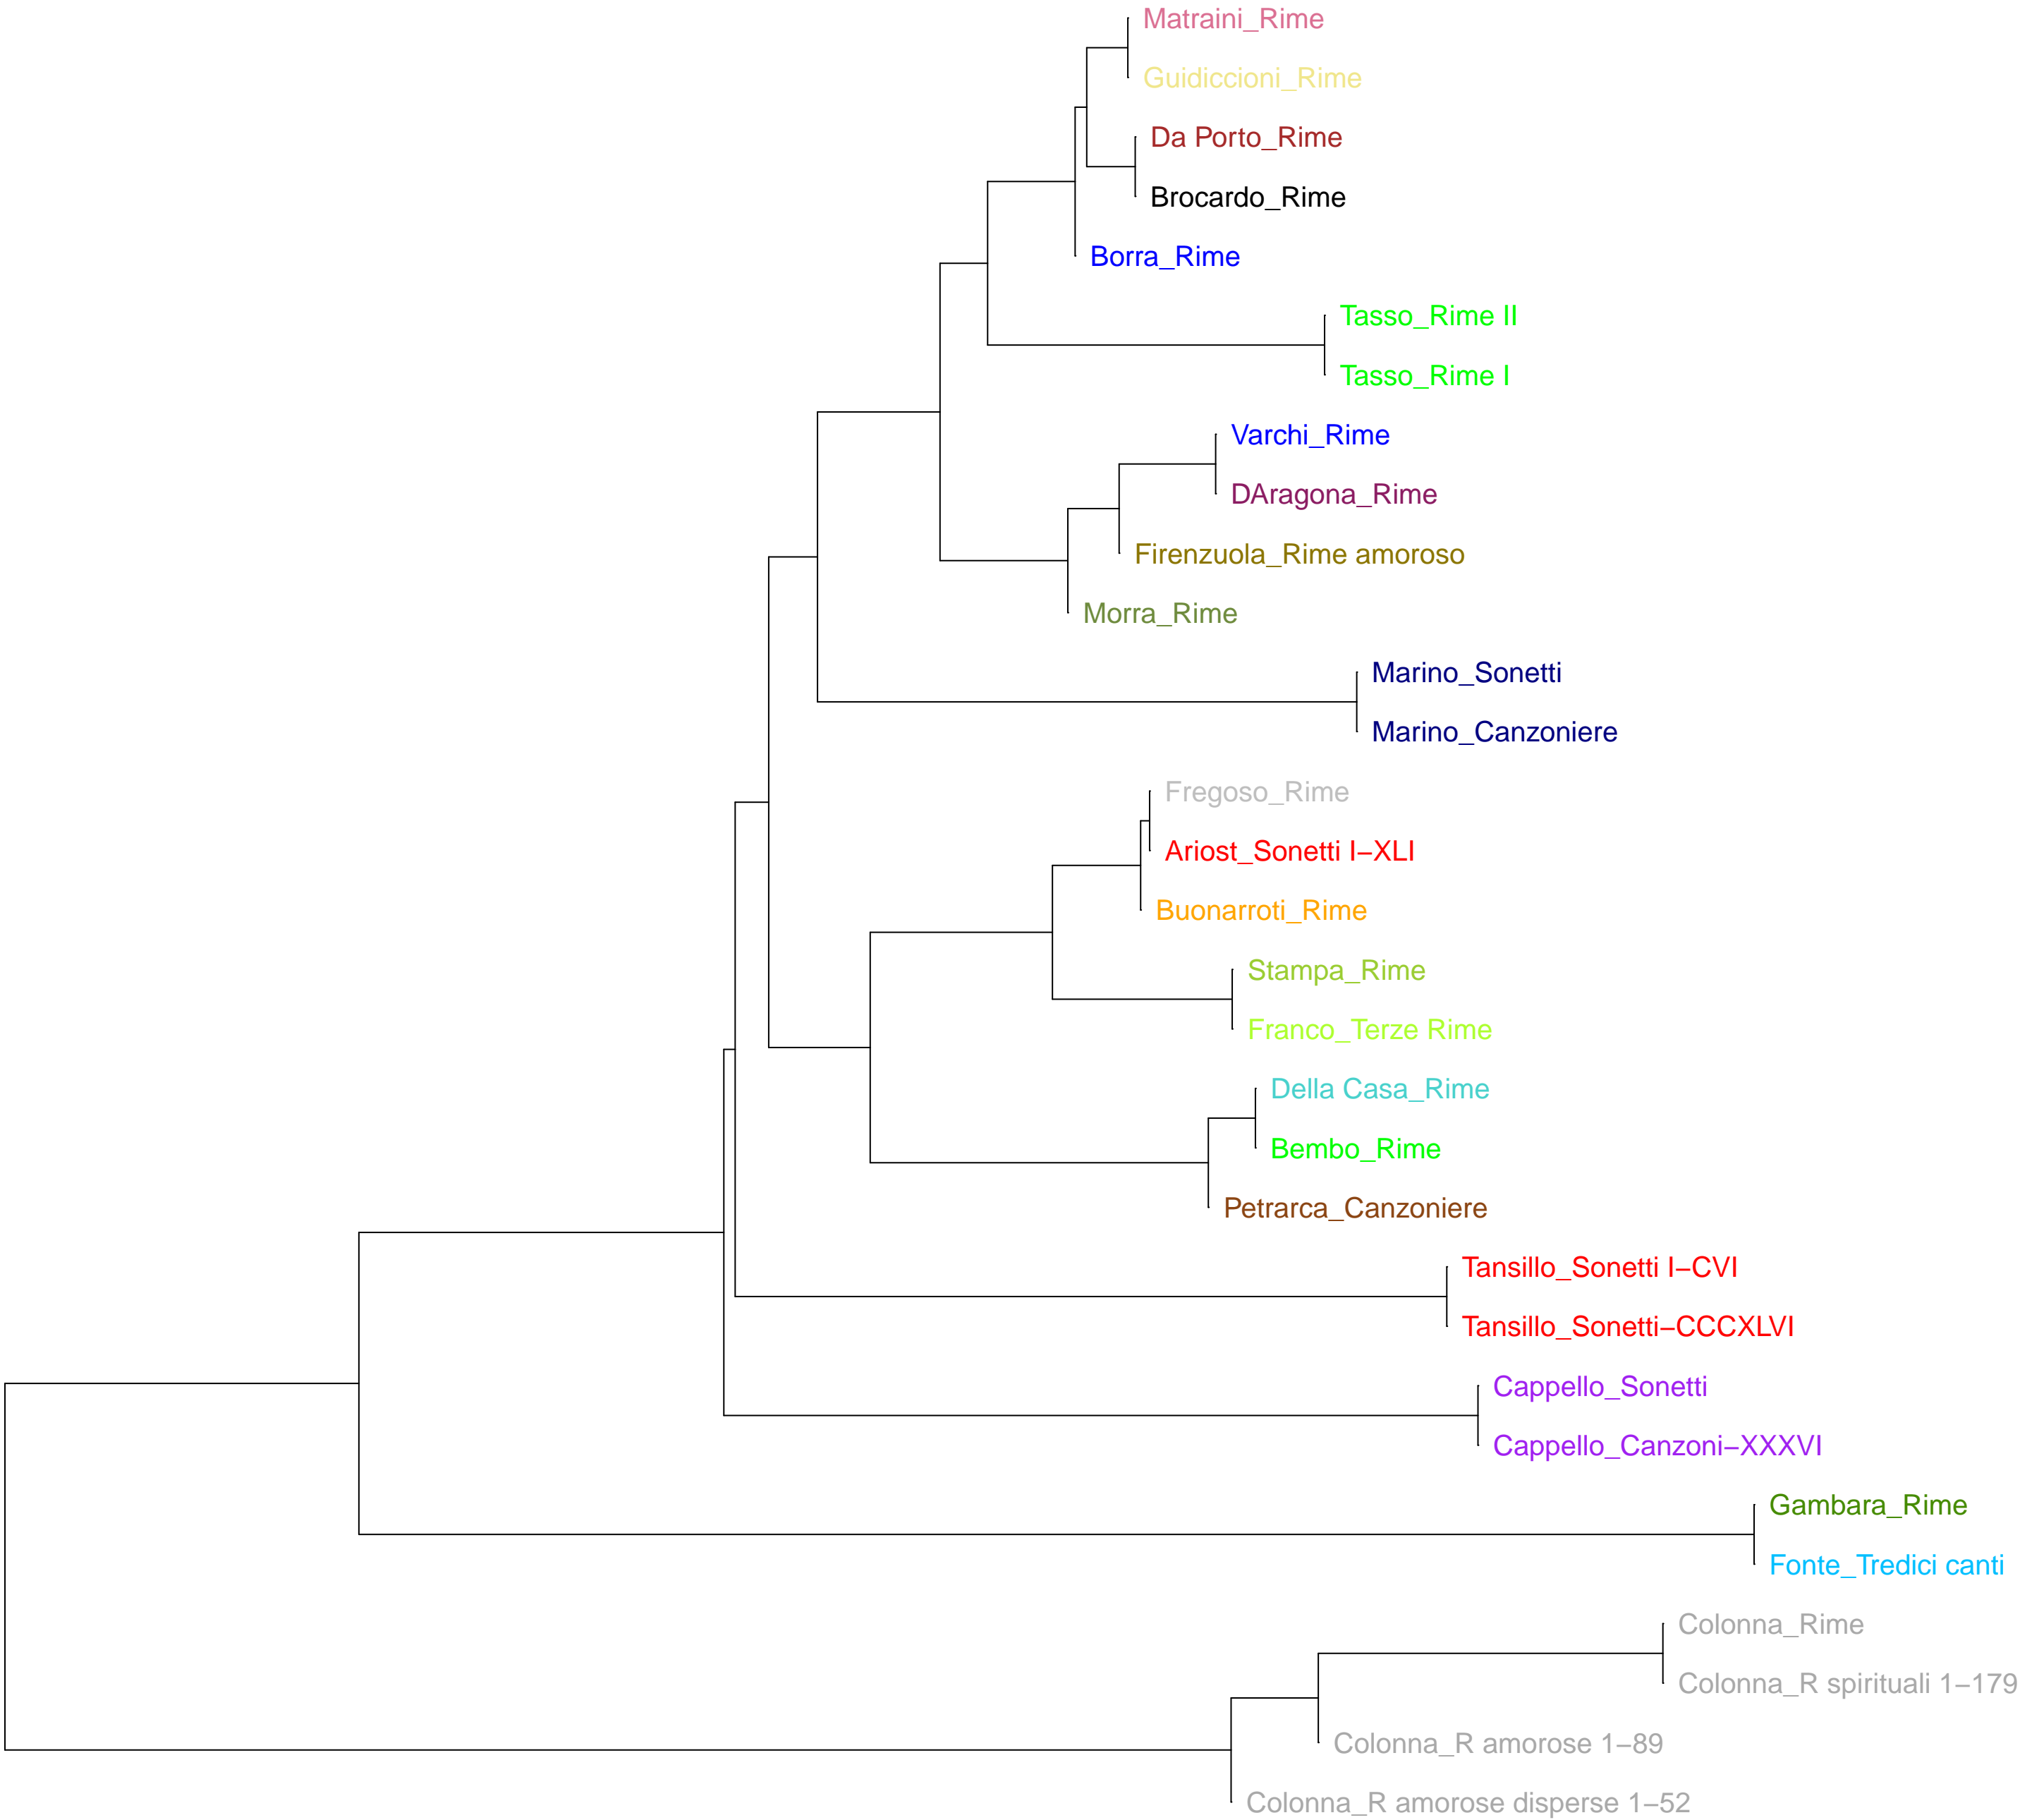 Matraini_Rime
Guidiccioni_Rime
Da Porto_Rime
Brocardo_Rime
Borra_Rime
Tasso_Rime II
Tasso_Rime I
Varchi_Rime
DAragona_Rime
Firenzuola_Rime amoroso
Morra_Rime
Marino_Sonetti
Marino_Canzoniere
Fregoso_Rime
Ariost_Sonetti I–XLI
Buonarroti_Rime
Stampa_Rime
Franco_Terze Rime
Della Casa_Rime
Bembo_Rime
Petrarca_Canzoniere
Tansillo_Sonetti I–CVI
Tansillo_Sonetti–CCCXLVI
Cappello_Sonetti
Cappello_Canzoni–XXXVI
Gambara_Rime
Fonte_Tredici canti
Colonna_Rime
Colonna_R spirituali 1–179
Colonna_R amorose 1–89
Colonna_R amorose disperse 1–52